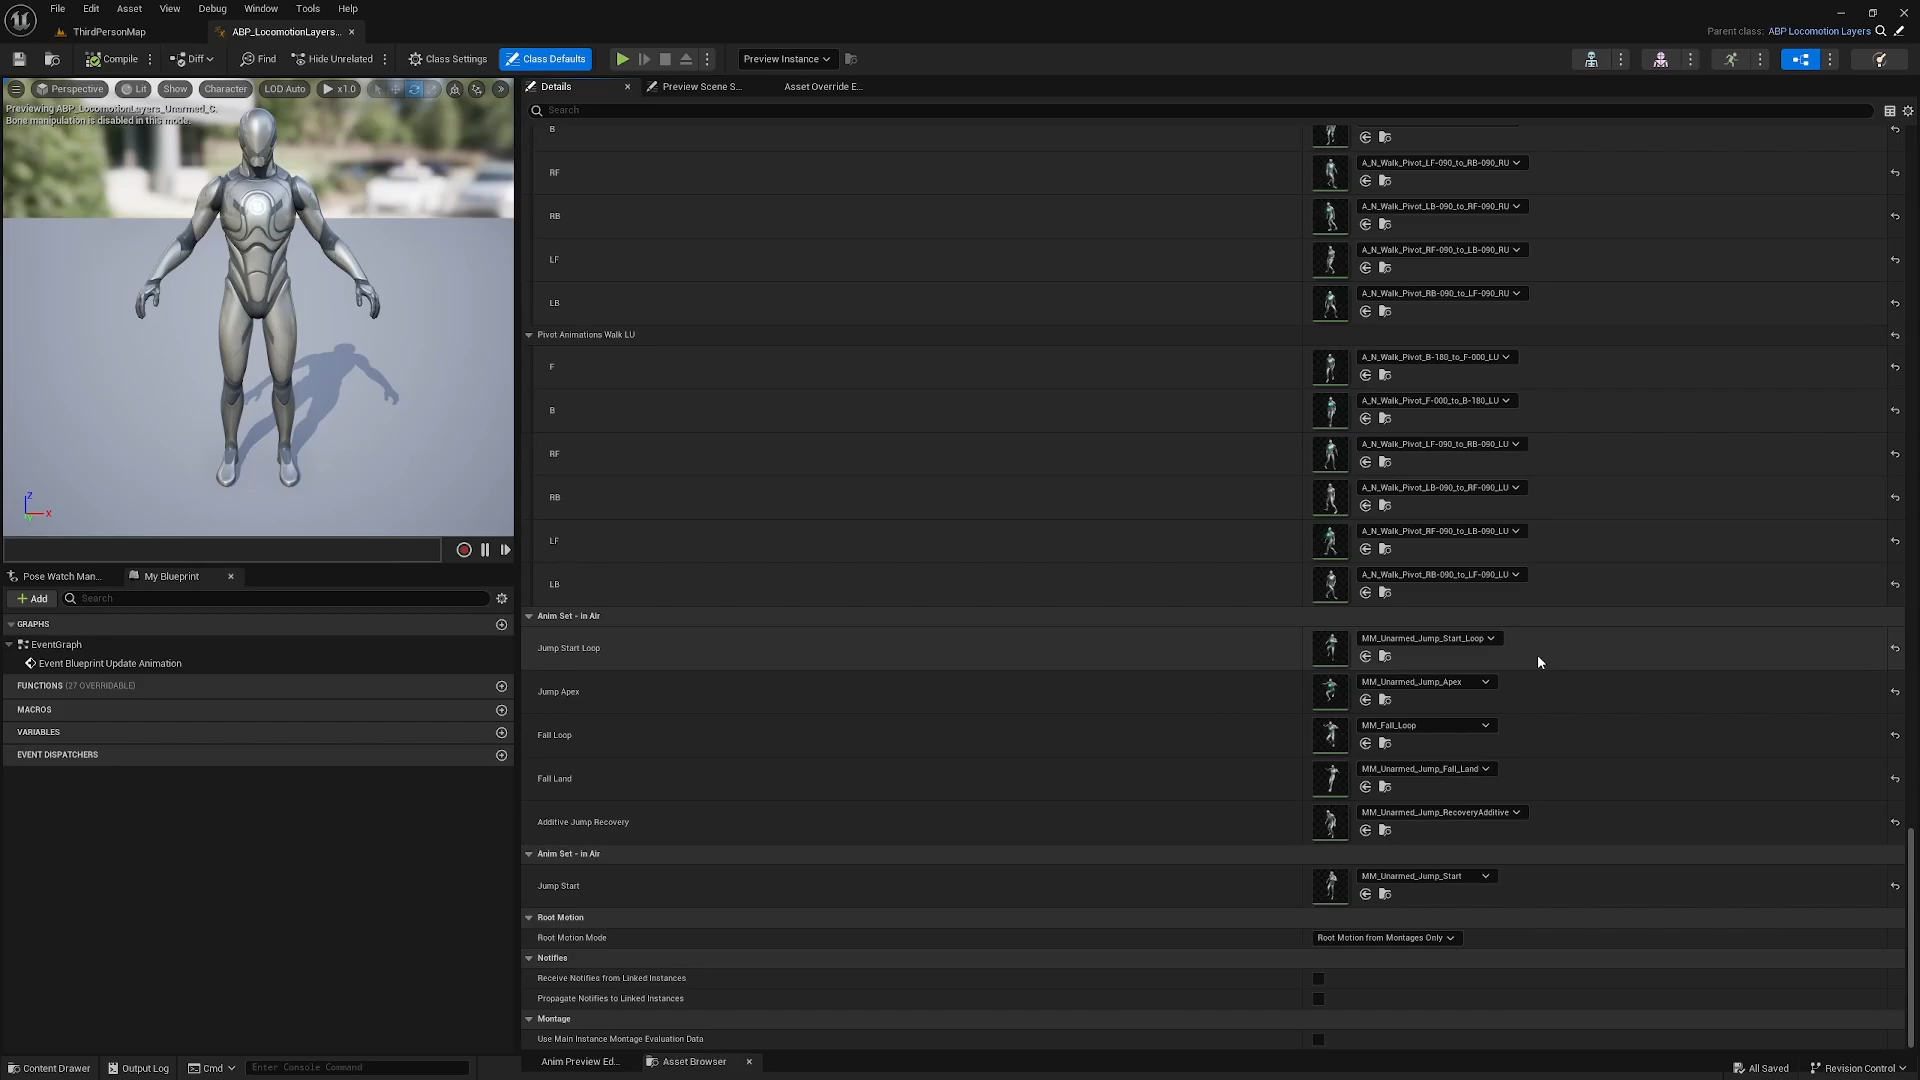 File Edit Asset View Debug Window Tools Help
ThirdPersonMap
ABP_LocomotionLayers...
Parent class: ABP Locomotion Layers
Compile
Diff
Find
Hide Unrelated
Class Settings
Class Defaults
Preview Instance
Perspective
Lit
Show
Character
LOD Auto
x1.0
Previewing ABP_LocomotionLayers_Unarmed_C.
Bone manipulation is disabled in this mode.
Z
X
Pose Watch Man...
My Blueprint
Add
Search
GRAPHS
EventGraph
Event Blueprint Update Animation
FUNCTIONS (27 OVERRIDABLE)
MACROS
VARIABLES
EVENT DISPATCHERS
Details
Preview Scene S...
Asset Override E...
Search
B
RF
A_N_Walk_Pivot_LF-090_to_RB-090_RU
RB
A_N_Walk_Pivot_LB-090_to_RF-090_RU
LF
A_N_Walk_Pivot_RF-090_to_LB-090_RU
LB
A_N_Walk_Pivot_RB-090_to_LF-090_RU
Pivot Animations Walk LU
F
A_N_Walk_Pivot_B-180_to_F-000_LU
B
A_N_Walk_Pivot_F-000_to_B-180_LU
RF
A_N_Walk_Pivot_LF-090_to_RB-090_LU
RB
A_N_Walk_Pivot_LB-090_to_RF-090_LU
LF
A_N_Walk_Pivot_RF-090_to_LB-090_LU
LB
A_N_Walk_Pivot_RB-090_to_LF-090_LU
Anim Set - in Air
Jump Start Loop
MM_Unarmed_Jump_Start_Loop
Jump Apex
MM_Unarmed_Jump_Apex
Fall Loop
MM_Fall_Loop
Fall Land
MM_Unarmed_Jump_Fall_Land
Additive Jump Recovery
MM_Unarmed_Jump_RecoveryAdditive
Anim Set - in Air
Jump Start
MM_Unarmed_Jump_Start
Root Motion
Root Motion Mode
Root Motion from Montages Only
Notifies
Receive Notifies from Linked Instances
Propagate Notifies to Linked Instances
Montage
Use Main Instance Montage Evaluation Data
Anim Preview Ed...
Asset Browser
Content Drawer
Output Log
Cmd
Enter Console Command
All Saved
Revision Control